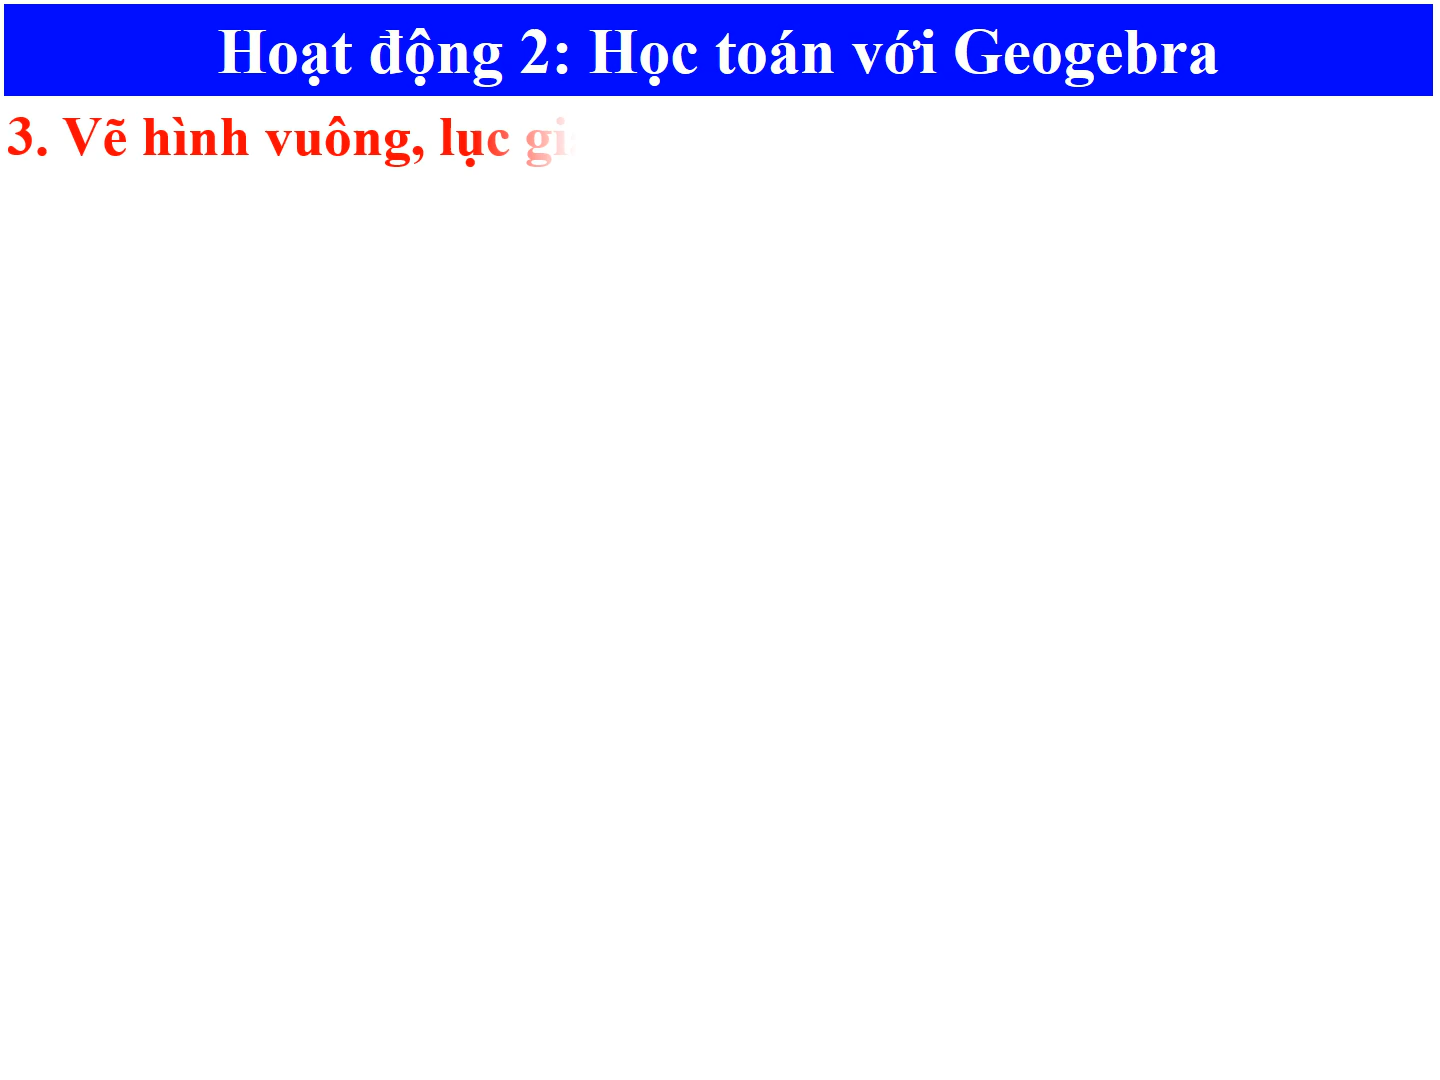 Hoạt động 2: Học toán với Geogebra
3. Vẽ hình vuông, lục